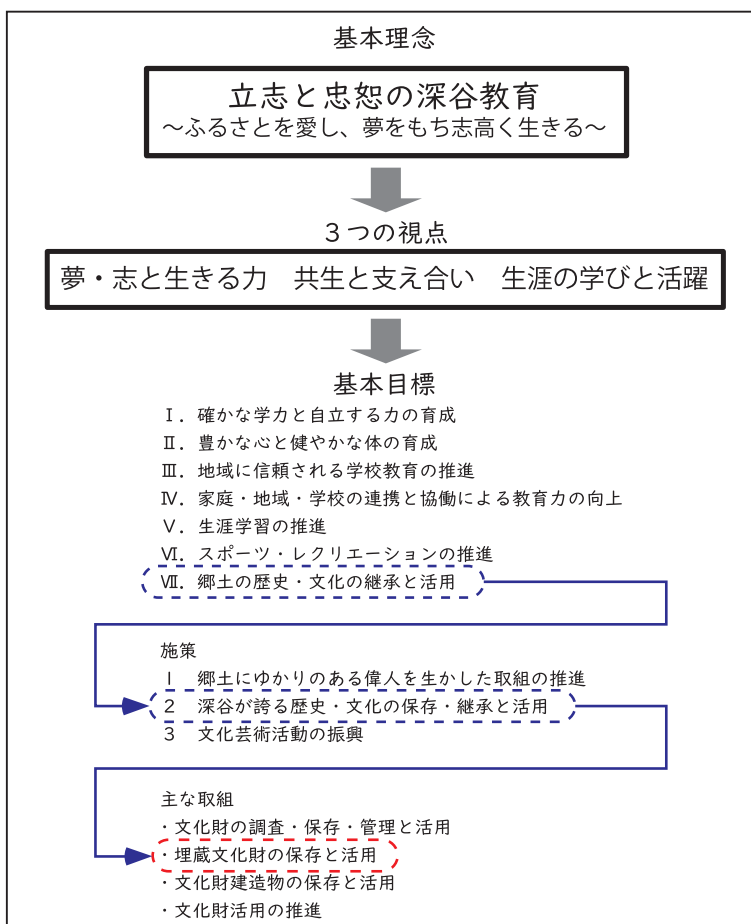 基本理念
立志と忠恕の深谷教育
～ふるさとを愛し、夢をもち志高く生きる～
３つの視点
夢・志と生きる力　共生と支え合い　生涯の学びと活躍
基本目標
Ⅰ．確かな学力と自立する力の育成
Ⅱ．豊かな心と健やかな体の育成
Ⅲ．地域に信頼される学校教育の推進
Ⅳ．家庭・地域・学校の連携と協働による教育力の向上
Ⅴ．生涯学習の推進
Ⅵ．スポーツ・レクリエーションの推進
Ⅶ．郷土の歴史・文化の継承と活用
施策
１　郷土にゆかりのある偉人を生かした取組の推進
２　深谷が誇る歴史・文化の保存・継承と活用
３　文化芸術活動の振興
主な取組
・文化財の調査・保存・管理と活用
・埋蔵文化財の保存と活用
・文化財建造物の保存と活用
・文化財活用の推進